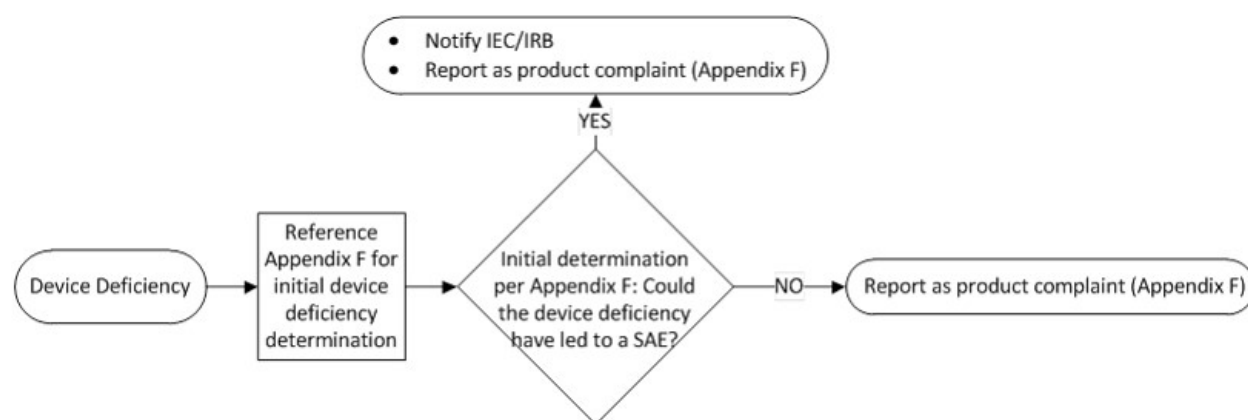 • Notify IEC/IRB
• Report as product complaint (Appendix F)
YES
Device Deficiency
Reference
Appendix F for
initial device
deficiency
determination
Initial determination
per Appendix F: Could
the device deficiency
have led to a SAE?
NO
Report as product complaint (Appendix F)